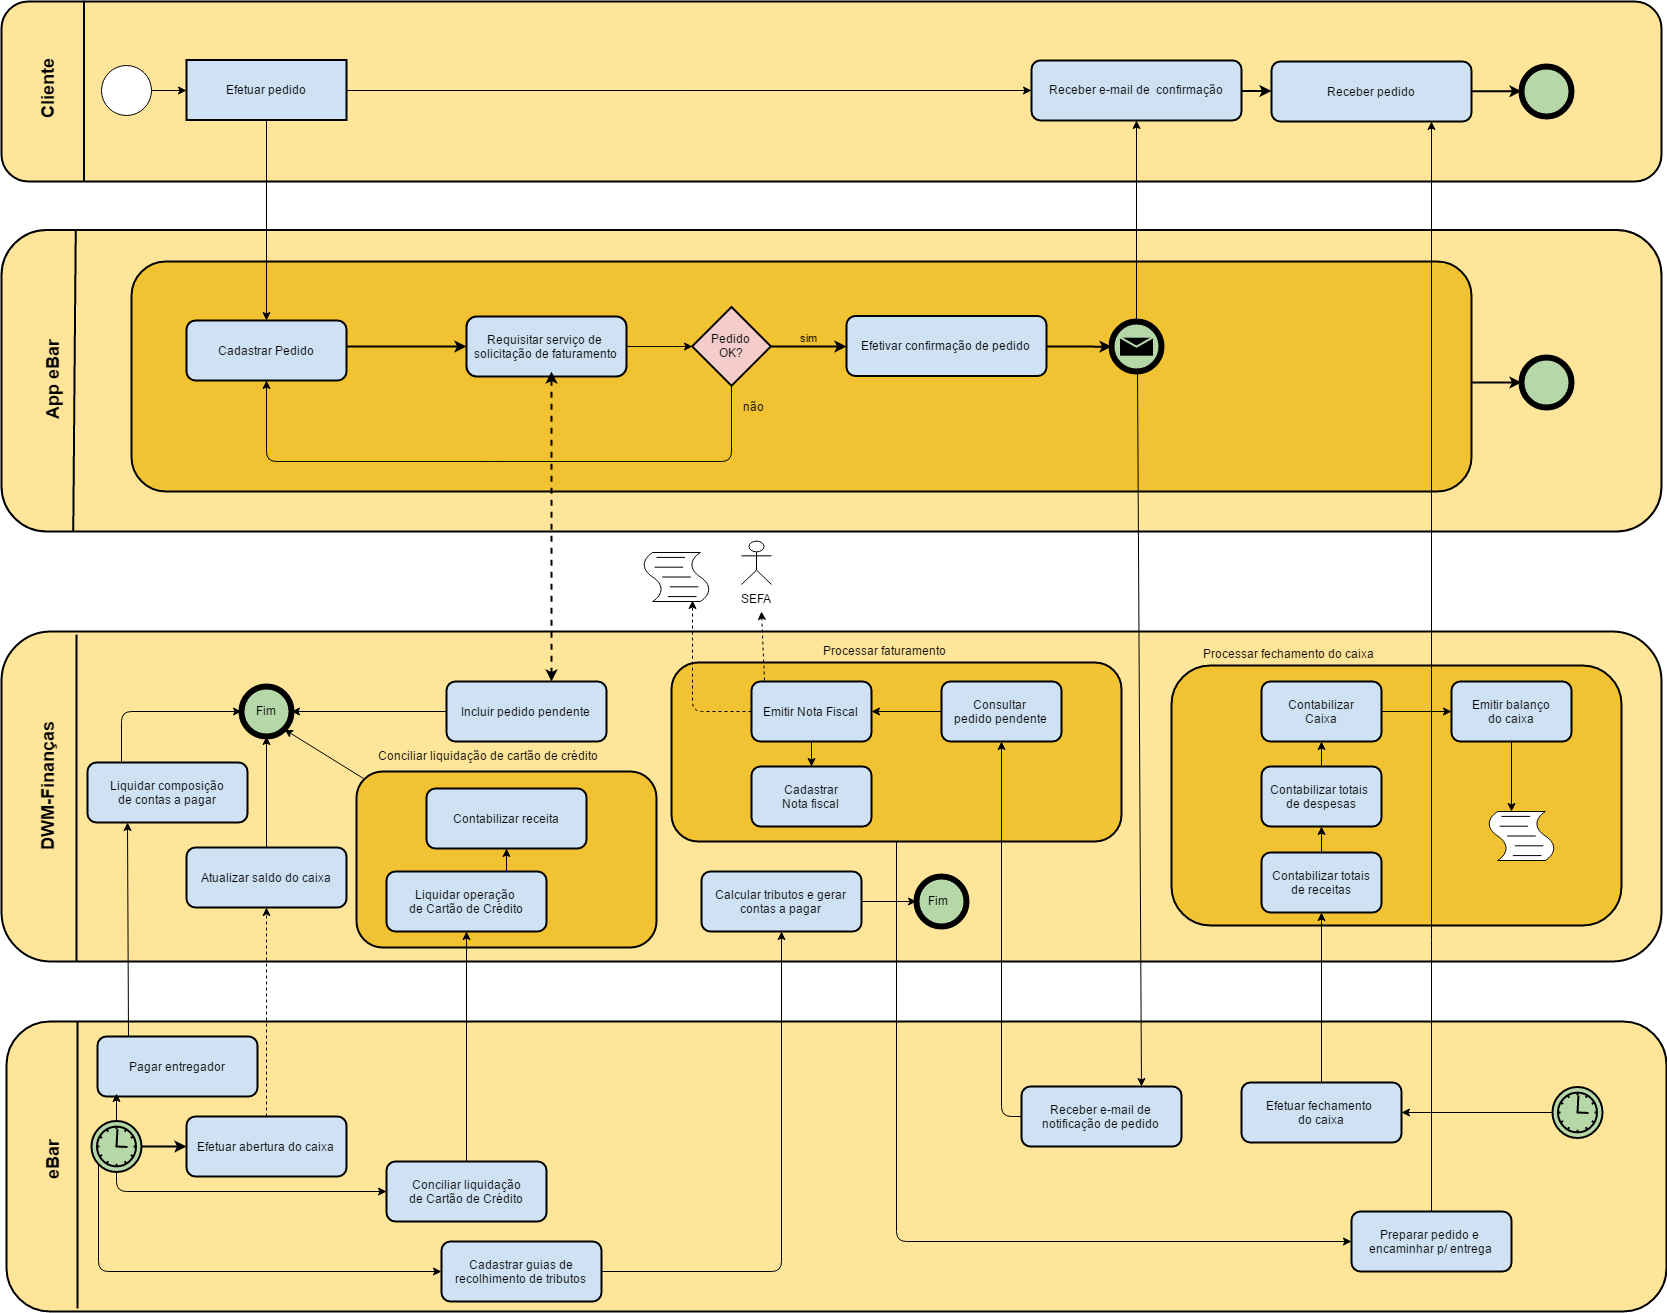 Cliente
Efetuar pedido
Receber e-mail de confirmação
Receber pedido
App eBar
Cadastrar Pedido
Requisitar serviço de
solicitação de faturamento
Pedido
OK?
sim
não
Efetivar confirmação de pedido
SEFA
DWM-Finanças
Fim
Incluir pedido pendente
Liquidar composição
de contas a pagar
Atualizar saldo do caixa
Conciliar liquidação de cartão de crédito
Contabilizar receita
Liquidar operação
de Cartão de Crédito
Processar faturamento
Emitir Nota Fiscal
Consultar
pedido pendente
Cadastrar
Nota fiscal
Calcular tributos e gerar
contas a pagar
Fim
Processar fechamento do caixa
Contabilizar
Caixa
Emitir balanço
do caixa
Contabilizar totais
de despesas
Contabilizar totais
de receitas
eBar
Pagar entregador
Efetuar abertura do caixa
Conciliar liquidação
de Cartão de Crédito
Cadastrar guias de
recolhimento de tributos
Receber e-mail de
notificação de pedido
Efetuar fechamento
do caixa
Preparar pedido e
encaminhar p/ entrega